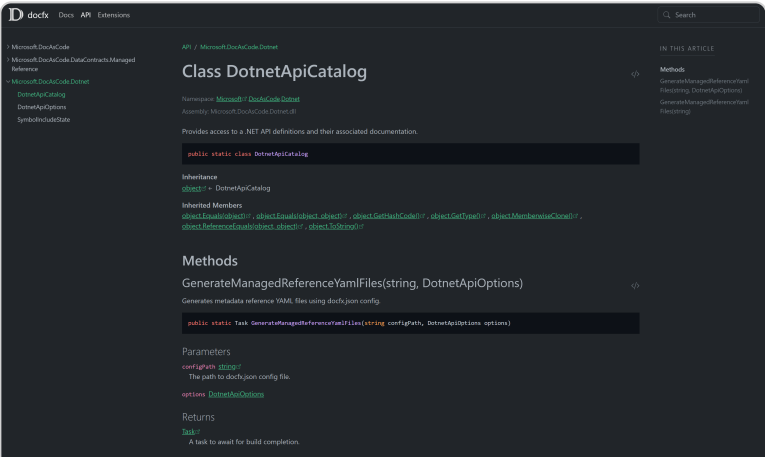 docfx Docs API Extensions Search
Microsoft.DocAsCode
Microsoft.DocAsCode.DataContracts.Managed
Reference
Microsoft.DocAsCode.Dotnet
DotnetApiCatalog
DotnetApiOptions
SymbolIncludeState
API / Microsoft.DocAsCode.Dotnet
Class DotnetApiCatalog
</>
Namespace: Microsoft.DocAsCode.Dotnet
Assembly: Microsoft.DocAsCode.Dotnet.dll
Provides access to a .NET API definitions and their associated documentation.
public static class DotnetApiCatalog
Inheritance
object ← DotnetApiCatalog
Inherited Members
object.Equals(object) , object.Equals(object, object) , object.GetHashCode() , object.GetType() , object.MemberwiseClone() ,
object.ReferenceEquals(object, object) , object.ToString()
Methods
GenerateManagedReferenceYamlFiles(string, DotnetApiOptions)
</>
Generates metadata reference YAML files using docfx.json config.
public static Task GenerateManagedReferenceYamlFiles(string configPath, DotnetApiOptions options)
Parameters
configPath string
The path to docfx.json config file.
options DotnetApiOptions
Returns
Task
A task to await for build completion.
IN THIS ARTICLE
Methods
GenerateManagedReferenceYaml
Files(string, DotnetApiOptions)
GenerateManagedReferenceYaml
Files(string)